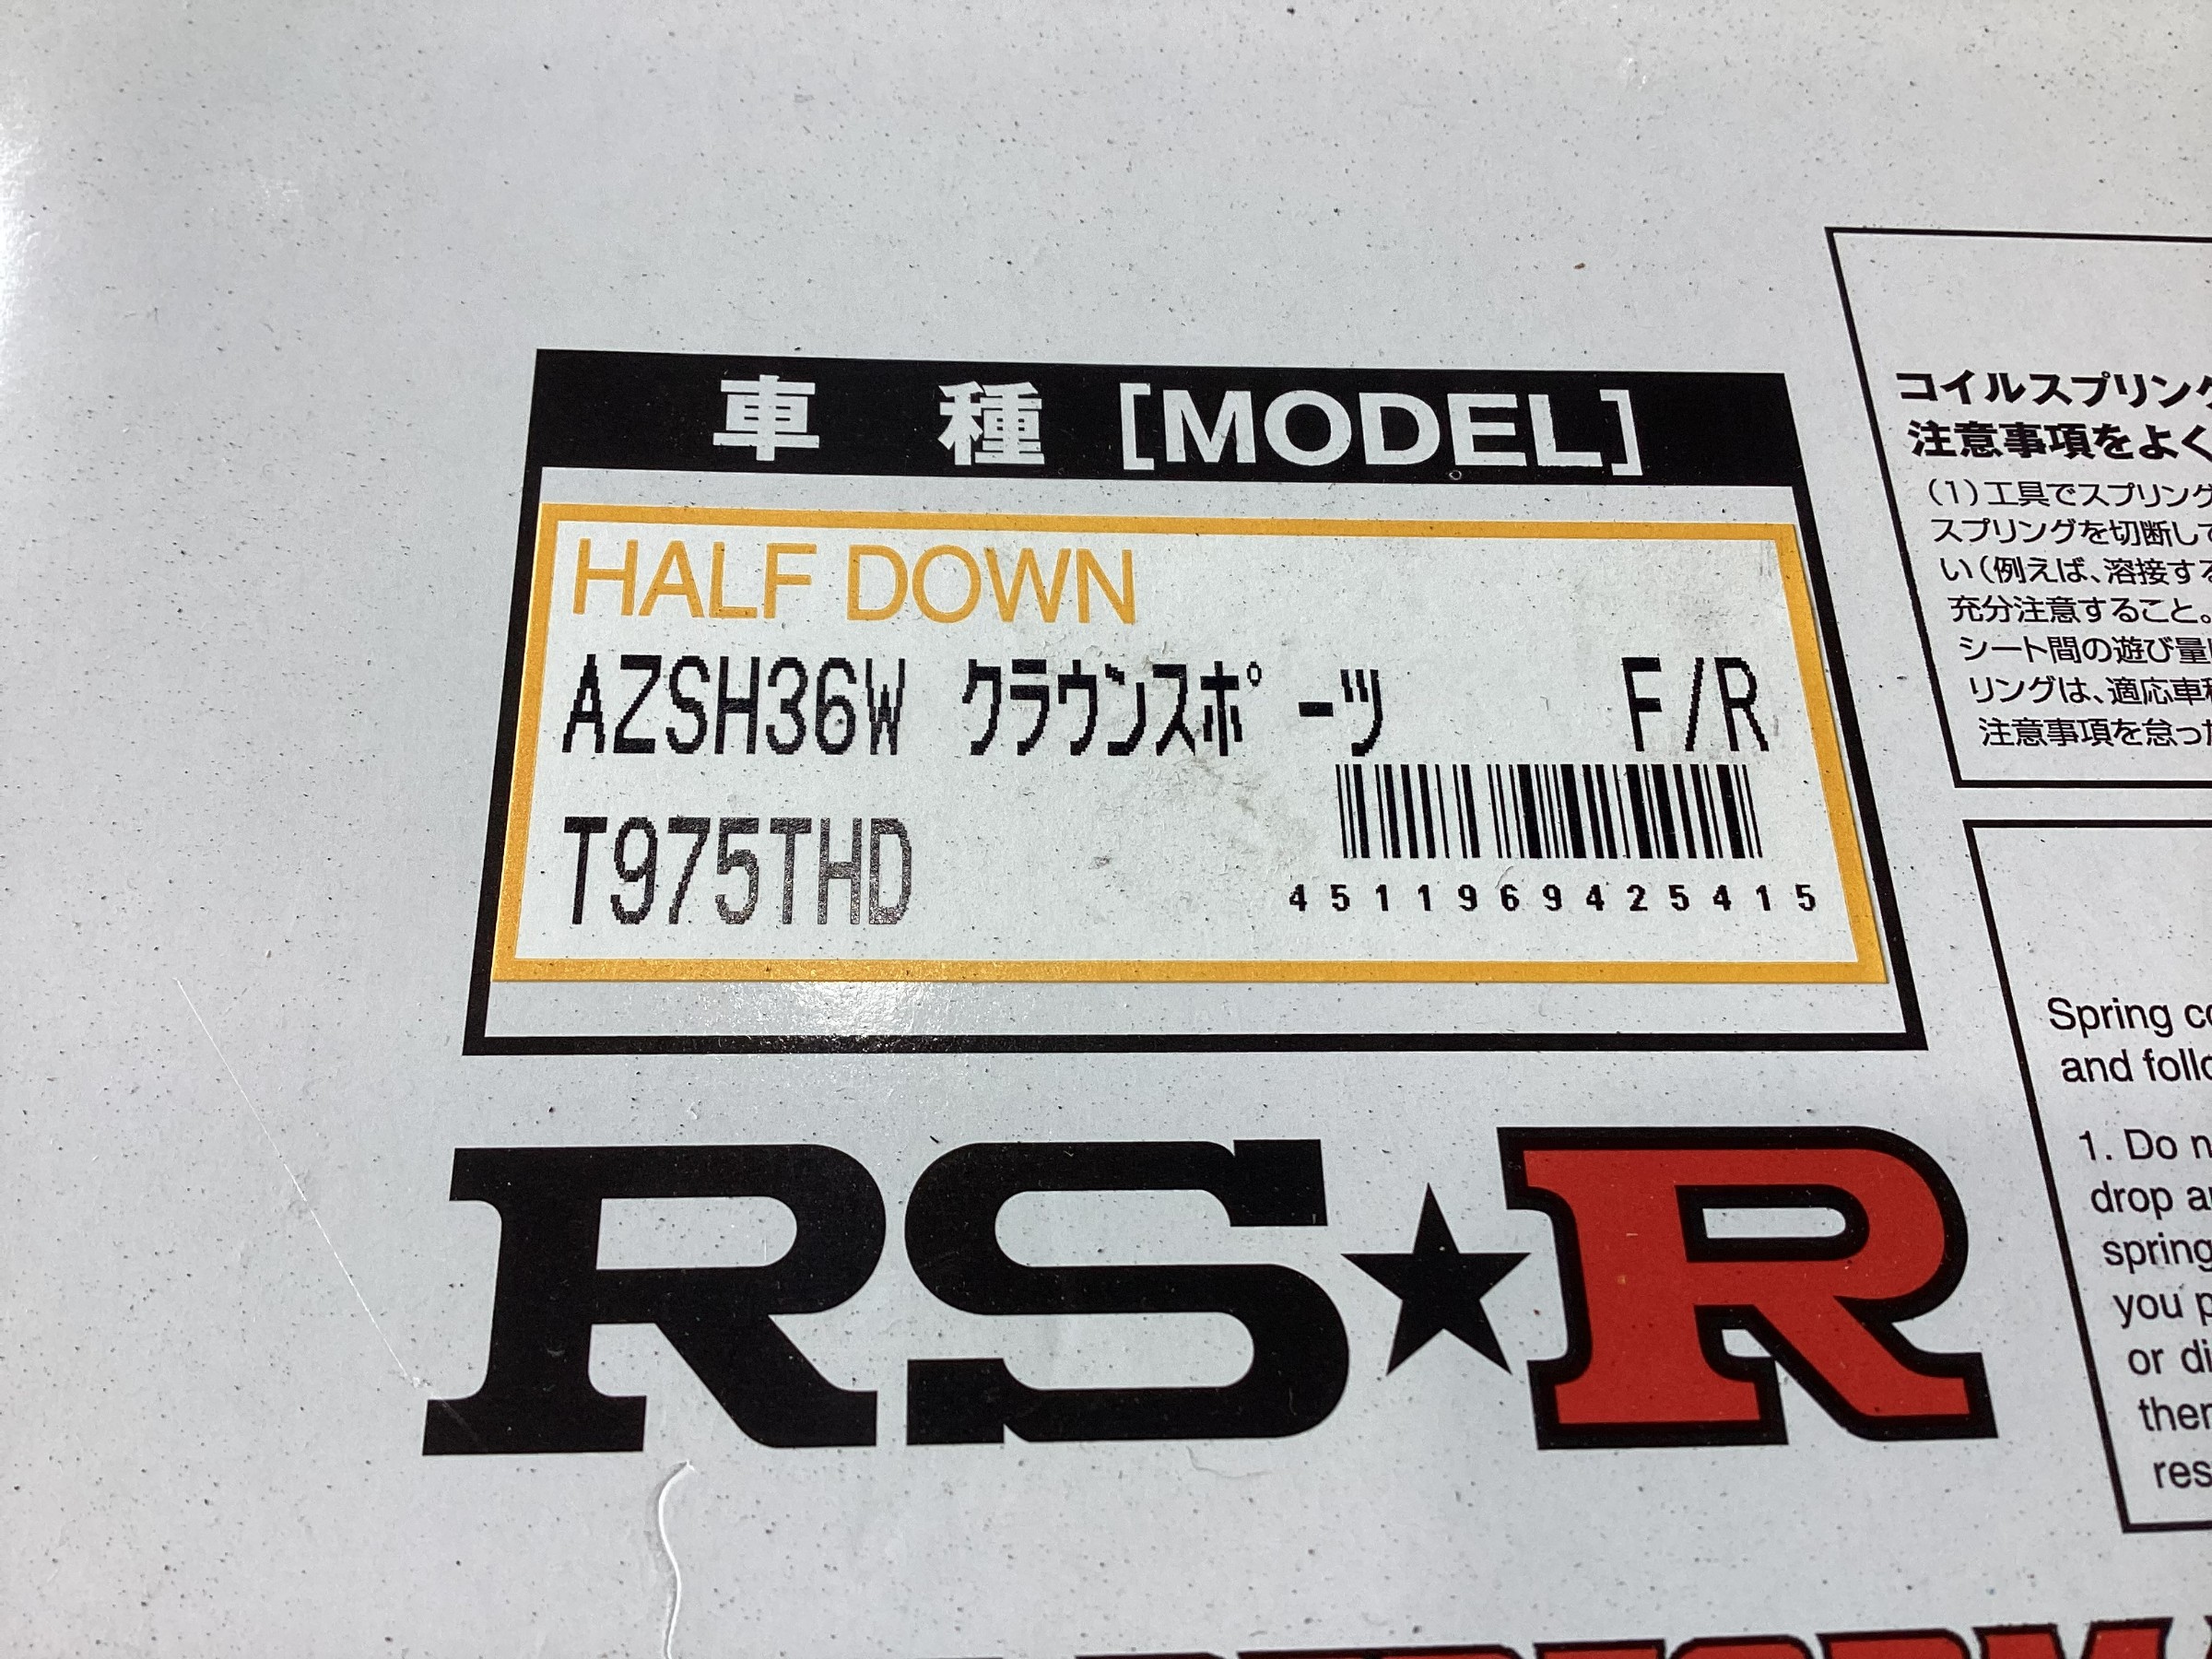 車 種 [MODEL]
HALF DOWN
AZSH36W クラウンスポーツ F/R
T975THD
4511969425415
RS★R
コイルスプリング
注意事項をよく
(1)工具でスプリング
スプリングを切断して
い(例えば、溶接する
充分注意すること。
シート間の遊び量
リングは、適応車種
注意事項を怠った
Spring
and
1. Do
drop
spring
you
or